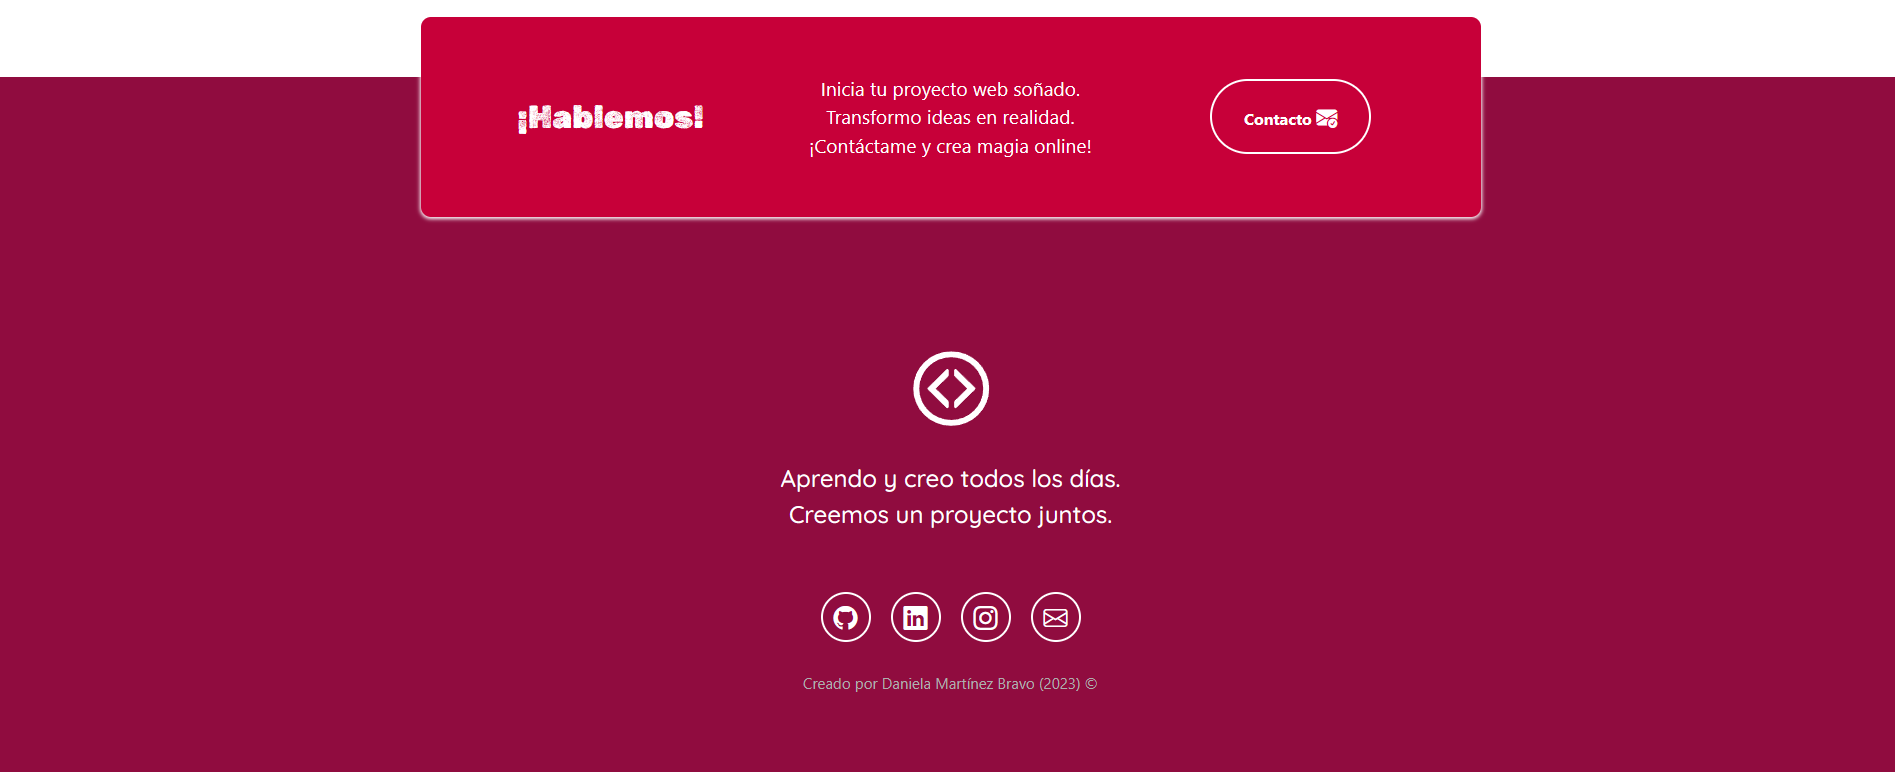 ¡Hablemos!
Inicia tu proyecto web soñado.
Transformo ideas en realidad.
¡Contáctame y crea magia online!
Contacto
Aprendo y creo todos los días.
Creemos un proyecto juntos.
in
Creado por Daniela Martínez Bravo (2023) ©